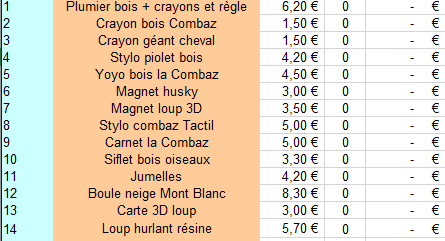 1 Plumier bois + crayons et règle 6,20 € 0 - €
2 Crayon bois Combaz 1,50 € 0 - €
3 Crayon géant cheval 1,50 € 0 - €
4 Stylo piolet bois 4,20 € 0 - €
5 Yoyo bois la Combaz 4,50 € 0 - €
6 Magnet husky 3,00 € 0 - €
7 Magnet loup 3D 3,50 € 0 - €
8 Stylo combaz Tactil 5,00 € 0 - €
9 Carnet la Combaz 5,00 € 0 - €
10 Siflet bois oiseaux 3,30 € 0 - €
11 Jumelles 4,20 € 0 - €
12 Boule neige Mont Blanc 8,30 € 0 - €
13 Carte 3D loup 3,00 € 0 - €
14 Loup hurlant résine 5,70 € 0 - €